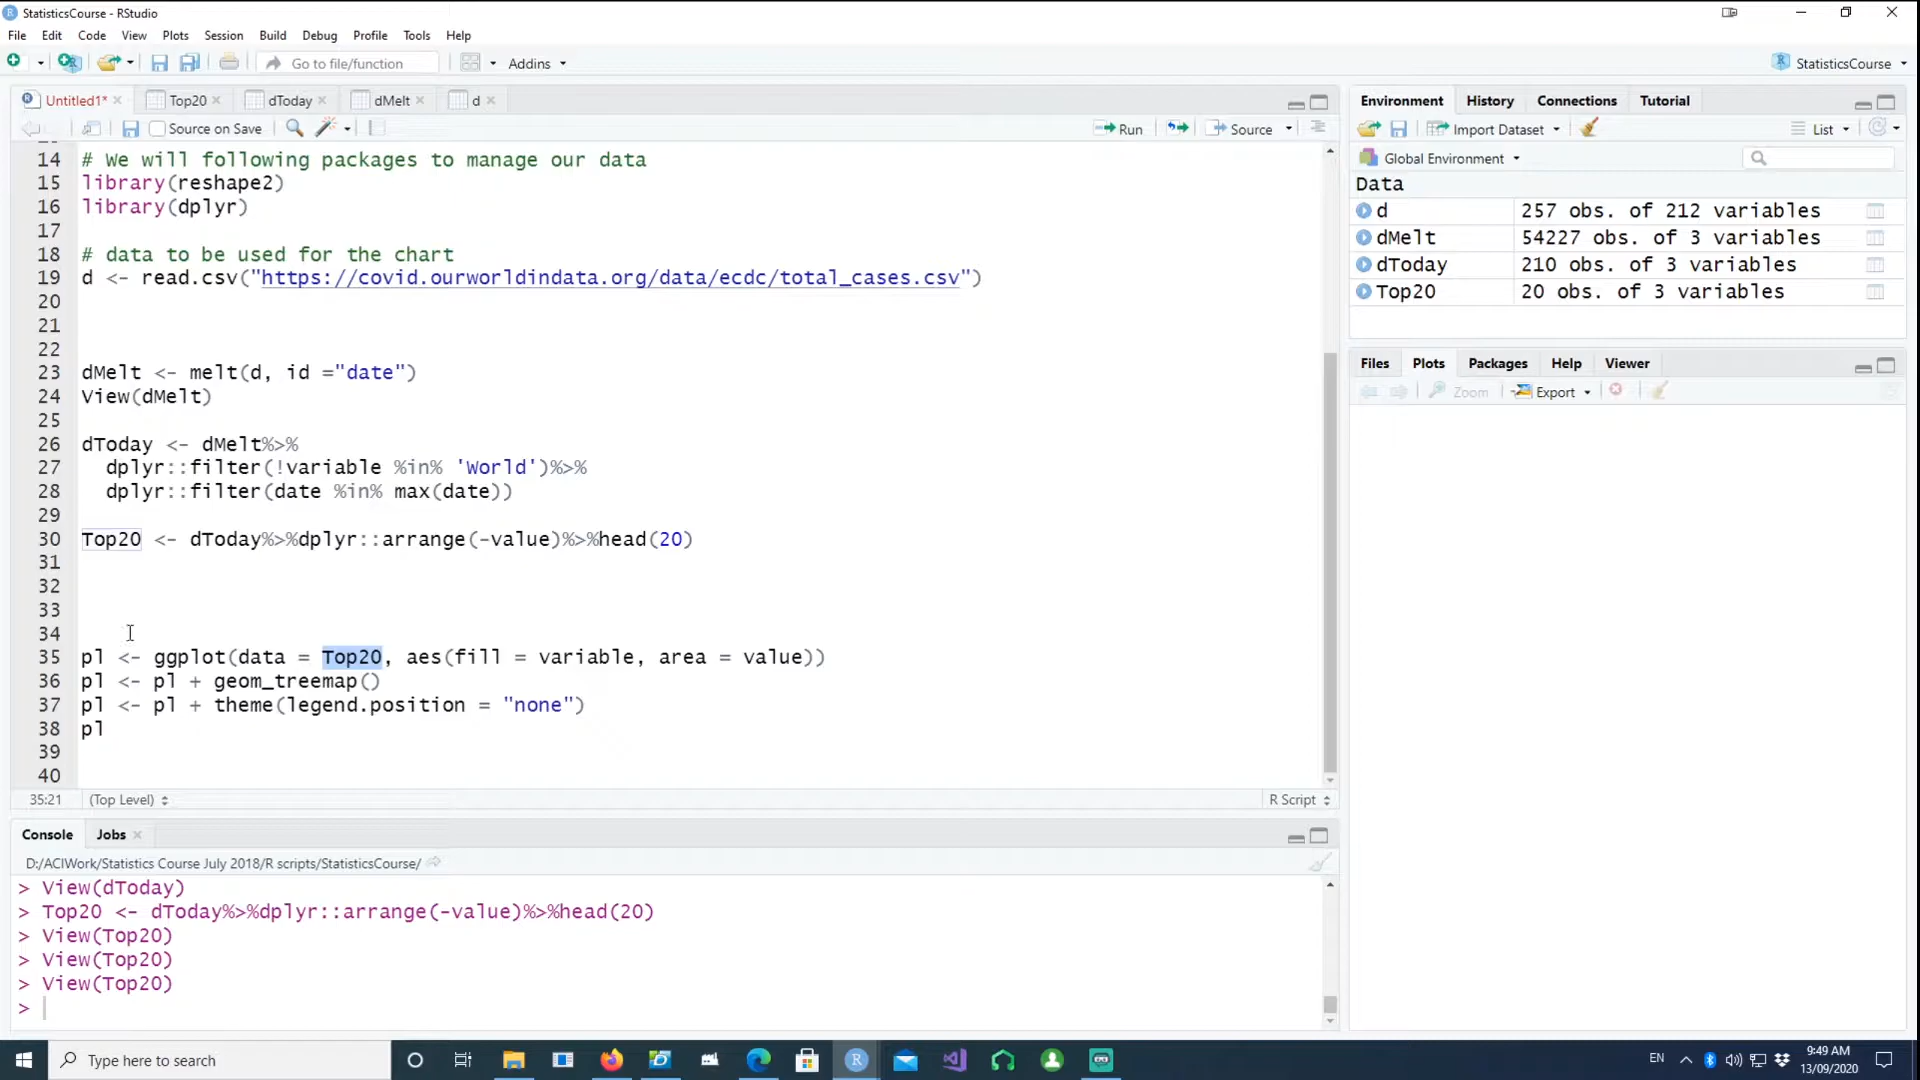 StatisticsCourse - RStudio
File Edit Code View Plots Session Build Debug Profile Tools Help
Go to file/function Addins StatisticsCourse
Untitled1* Top20 dToday dMelt d
Source on Save Run Source
14 # We will following packages to manage our data
15 library(reshape2)
16 library(dplyr)
17
18 # data to be used for the chart
19 d <- read.csv("https://covid.ourworldindata.org/data/ecdc/total_cases.csv")
20
21
22
23 dMelt <- melt(d, id ="date")
24 View(dMelt)
25
26 dToday <- dMelt%>%
27 dplyr::filter(!variable %in% 'World')%>%
28 dplyr::filter(date %in% max(date))
29
30 Top20 <- dToday%>%dplyr::arrange(-value)%>%head(20)
31
32
33
34
35 pl <- ggplot(data = Top20, aes(fill = variable, area = value))
36 pl <- pl + geom_treemap()
37 pl <- pl + theme(legend.position = "none")
38 pl
39
40
35:21 (Top Level) R Script
Console Jobs
D:/ACIWork/Statistics Course July 2018/R scripts/StatisticsCourse/
> View(dToday)
> Top20 <- dToday%>%dplyr::arrange(-value)%>%head(20)
> View(Top20)
> View(Top20)
> View(Top20)
>
Environment History Connections Tutorial
Import Dataset List
Global Environment
Data
d 257 obs. of 212 variables
dMelt 54227 obs. of 3 variables
dToday 210 obs. of 3 variables
Top20 20 obs. of 3 variables
Files Plots Packages Help Viewer
Zoom Export
Type here to search
EN
9:49 AM
13/09/2020